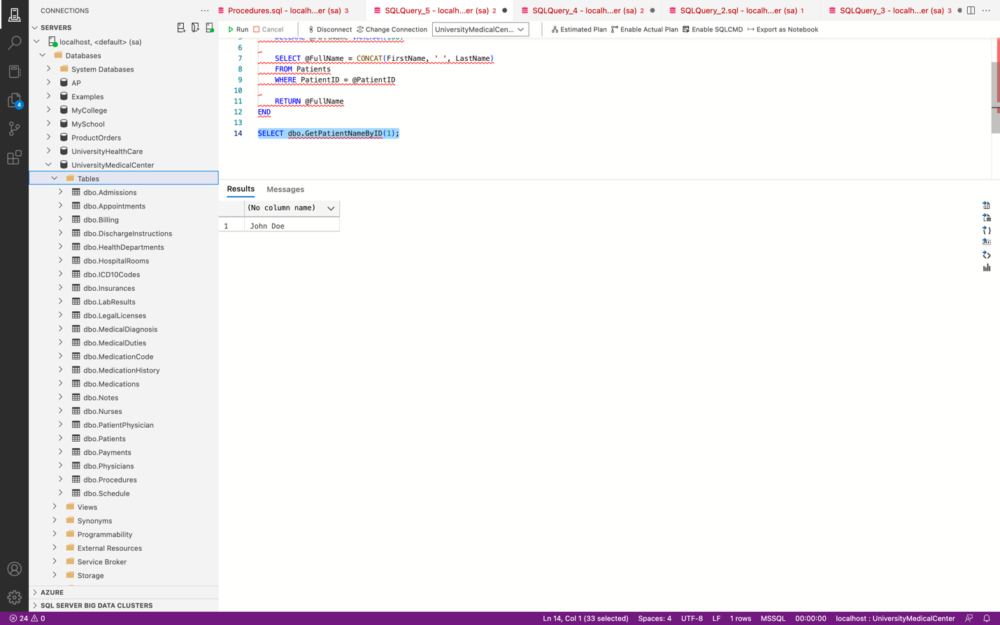 CONNECTIONS
Procedures.sql - localh...er (sa) 3
SQLQuery_5 - localh...er (sa) 2
SQLQuery_4 - localh...er (sa) 2
SQLQuery_2.sql - localh...er (sa) 1
SQLQuery_3 - localh...er (sa) 3
SERVERS
Run
Cancel
Disconnect
Change Connection
UniversityMedicalCen...
Estimated Plan
Enable Actual Plan
Enable SQLCMD
Export as Notebook
localhost, <default> (sa)
Databases
System Databases
AP
Examples
MyCollege
MySchool
ProductOrders
UniversityHealthCare
UniversityMedicalCenter
Tables
dbo.Admissions
dbo.Appointments
dbo.Billing
dbo.DischargeInstructions
dbo.HealthDepartments
dbo.HospitalRooms
dbo.ICD10Codes
dbo.Insurances
dbo.LabResults
dbo.LegalLicenses
dbo.MedicalDiagnosis
dbo.MedicalDuties
dbo.MedicationCode
dbo.MedicationHistory
dbo.Medications
dbo.Notes
dbo.Nurses
dbo.PatientPhysician
dbo.Patients
dbo.Payments
dbo.Physicians
dbo.Procedures
dbo.Schedule
Views
Synonyms
Programmability
External Resources
Service Broker
Storage
AZURE
SQL SERVER BIG DATA CLUSTERS
4
5 DECLARE @FullName VARCHAR(100)
6
7 SELECT @FullName = CONCAT(FirstName, ' ', LastName)
8 FROM Patients
9 WHERE PatientID = @PatientID
10
11 RETURN @FullName
12 END
13
14 SELECT dbo.GetPatientNameByID(1);
Results
Messages
(No column name)
1 John Doe
24 0
Ln 14, Col 1 (33 selected)
Spaces: 4
UTF-8
LF
1 rows
MSSQL
00:00:00
localhost : UniversityMedicalCenter